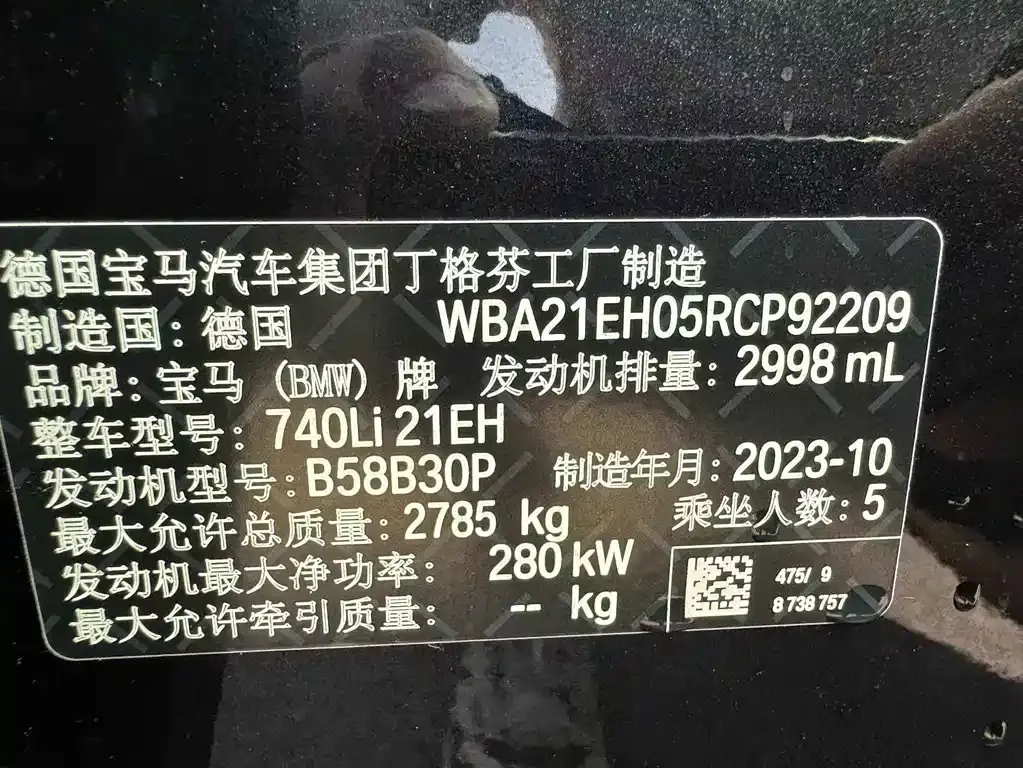 德国宝马汽车集团丁格芬工厂制造
制造国：德国 WBA21EH05RCP92209
品牌：宝马（BMW）牌 发动机排量：2998 mL
整车型号：740Li 21EH
发动机型号：B58B30P 制造年月：2023-10
最大允许总质量：2785 kg 乘坐人数：5
发动机最大净功率：280 kW
最大允许牵引质量：-- kg
475/ 9
8 738 757